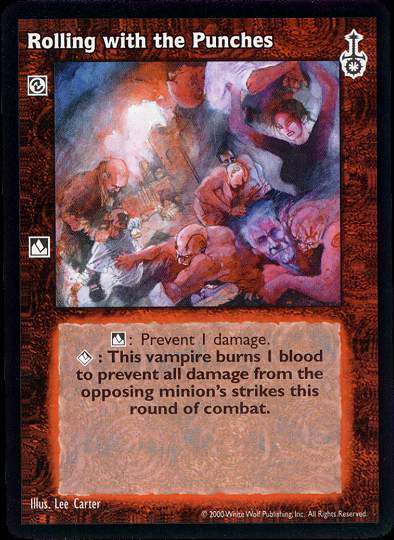 Rolling with the Punches
: Prevent 1 damage.
: This vampire burns 1 blood
to prevent all damage from the
opposing minion's strikes this
round of combat.
Illus. Lee Carter
© 2000 White Wolf Publishing, Inc. All Rights Reserved.